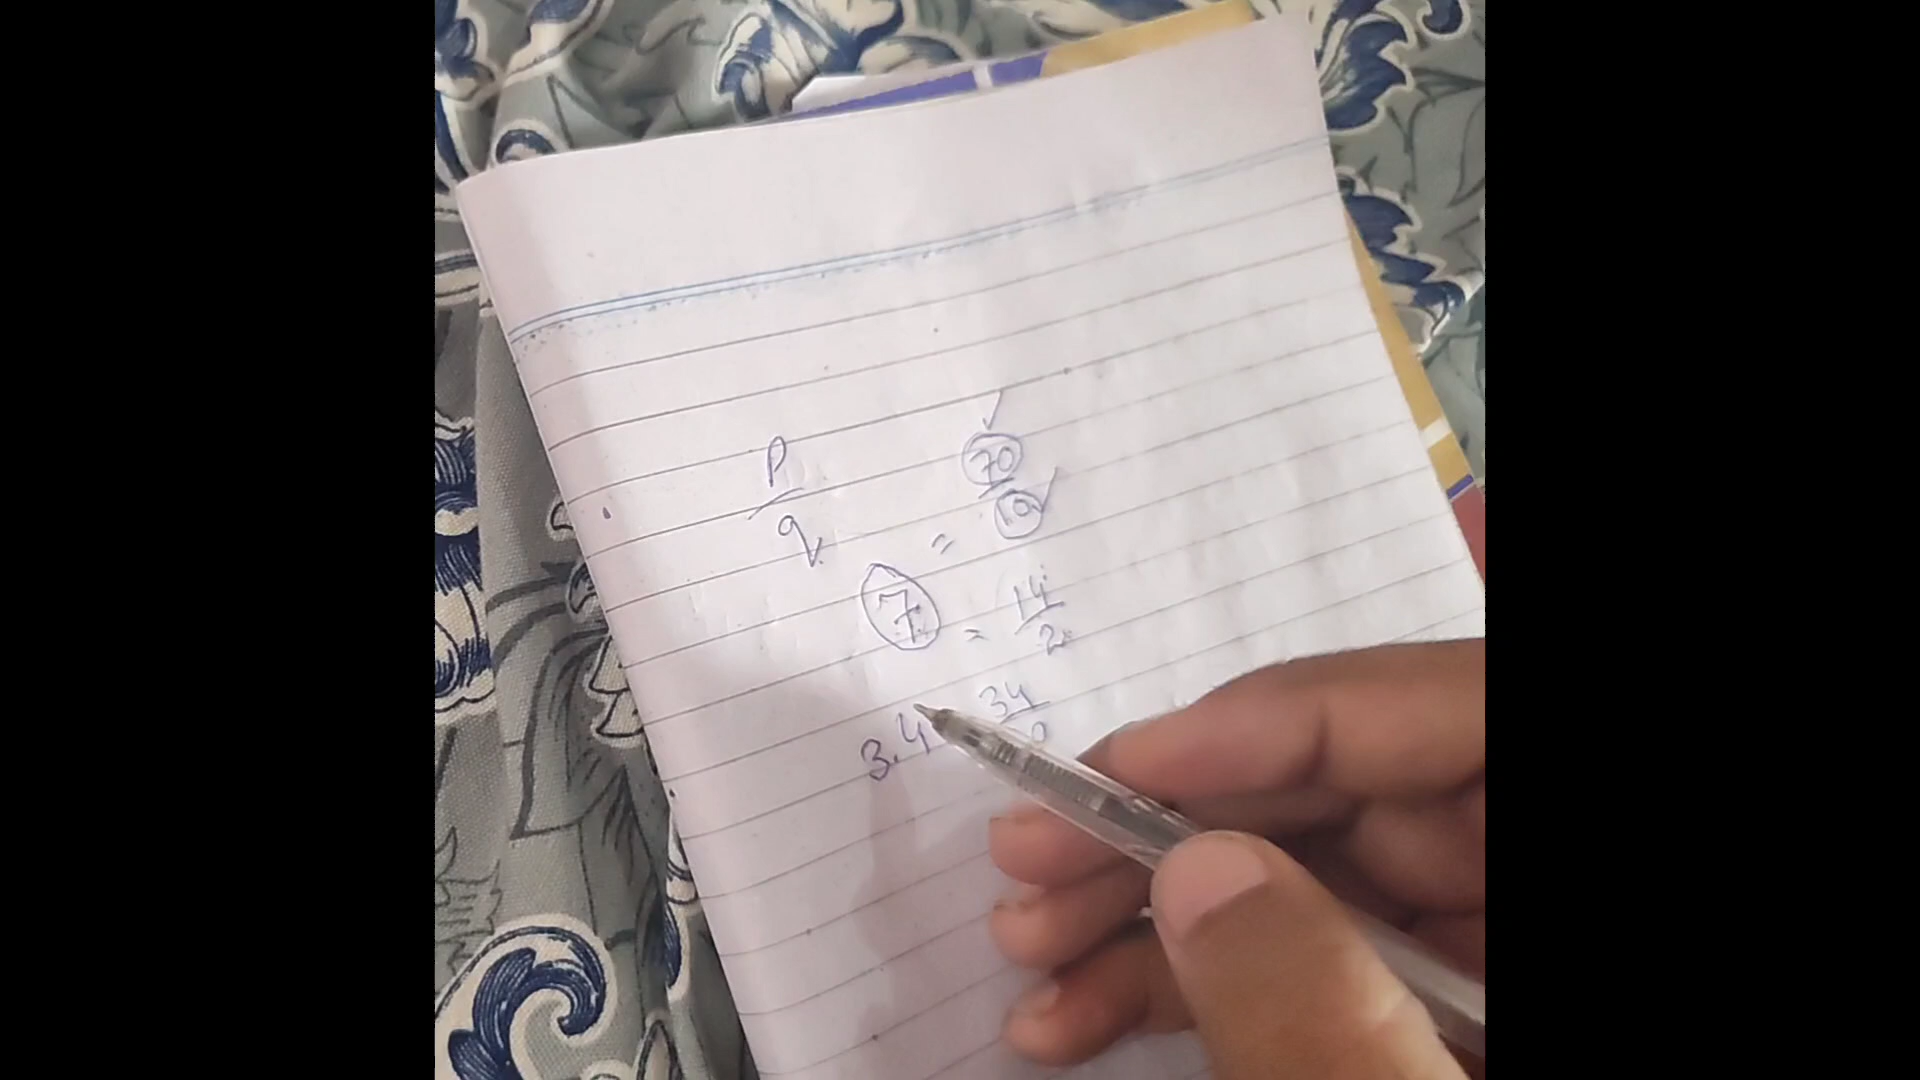 p/q
= 70/10
7 = 14/2
3.4 34/